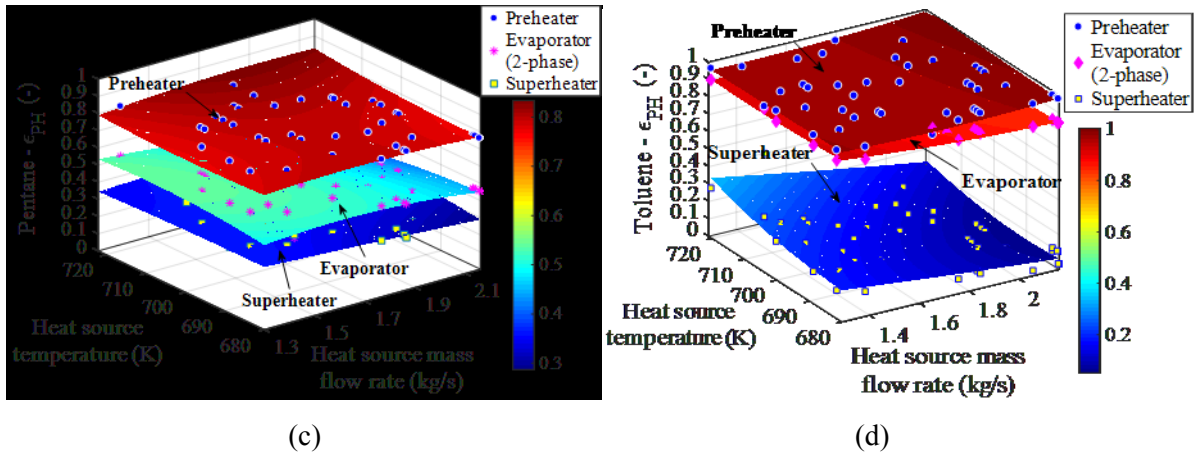 Preheater
Evaporator
(2-phase)
Superheater
Pentane - ϵPH (-)
1
0.9
0.8
0.7
0.6
0.5
0.4
0.3
0.2
0.1
0
Preheater
Evaporator
Superheater
720
710
700
690
680
Heat source
temperature (K)
1.3
1.5
1.7
1.9
2.1
Heat source mass
flow rate (kg/s)
0.8
0.7
0.6
0.5
0.4
0.3
(c)
Preheater
Evaporator
(2-phase)
Superheater
Toluene - ϵPH (-)
1
0.9
0.8
0.7
0.6
0.5
0.4
0.3
0.2
0.1
0
Preheater
Superheater
Evaporator
720
710
700
690
680
Heat source
temperature (K)
1.4
1.6
1.8
2
Heat source mass
flow rate (kg/s)
1
0.8
0.6
0.4
0.2
(d)